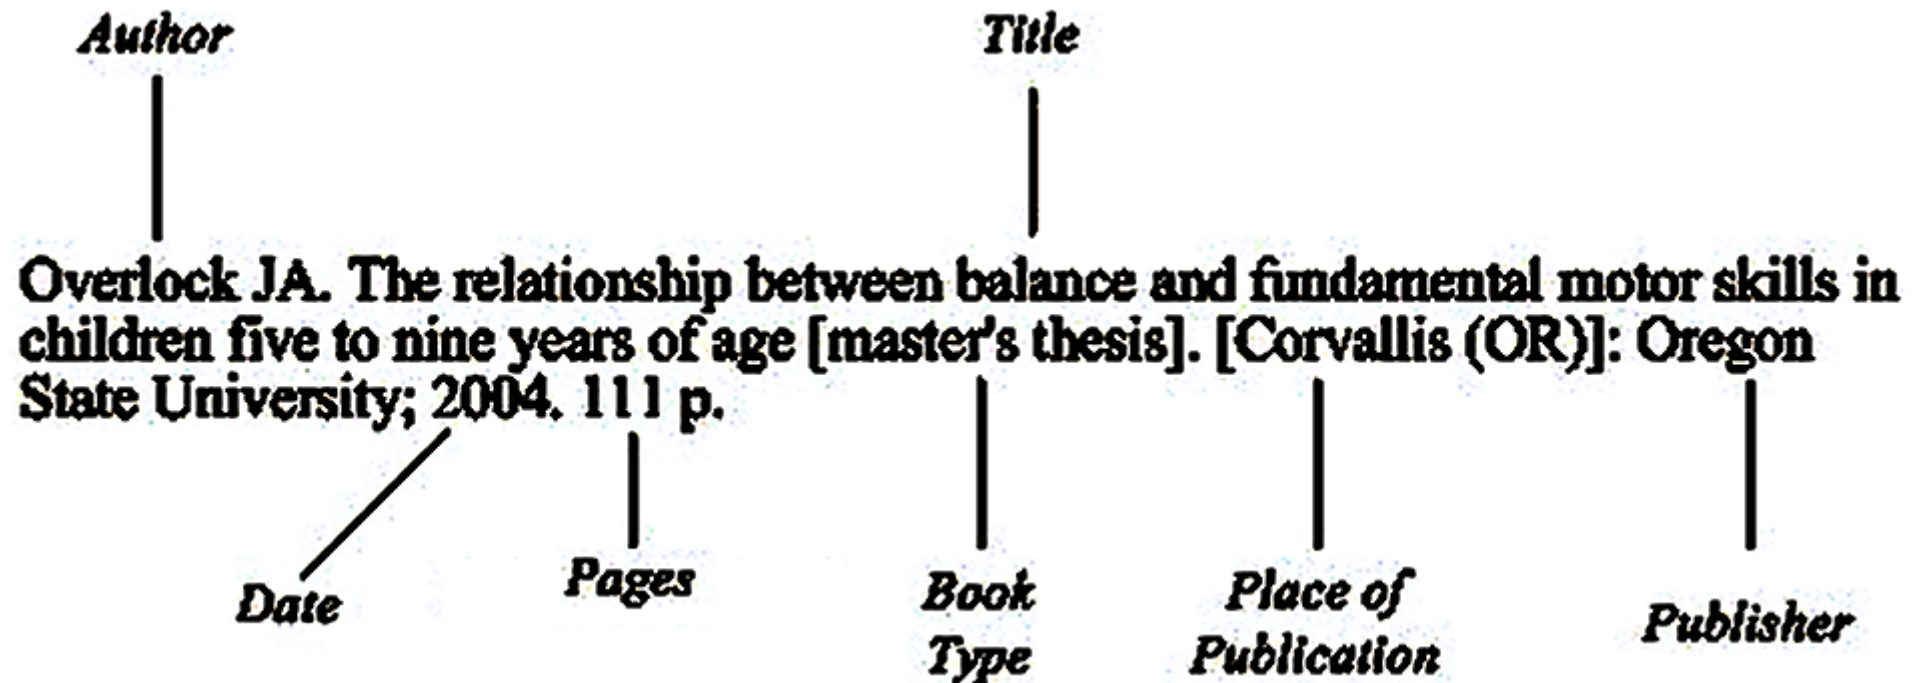 Author
Title
Overlock JA. The relationship between balance and fundamental motor skills in
children five to nine years of age [master's thesis]. [Corvallis (OR)]: Oregon
State University; 2004. 111 p.
Date
Pages
Book
Type
Place of
Publication
Publisher